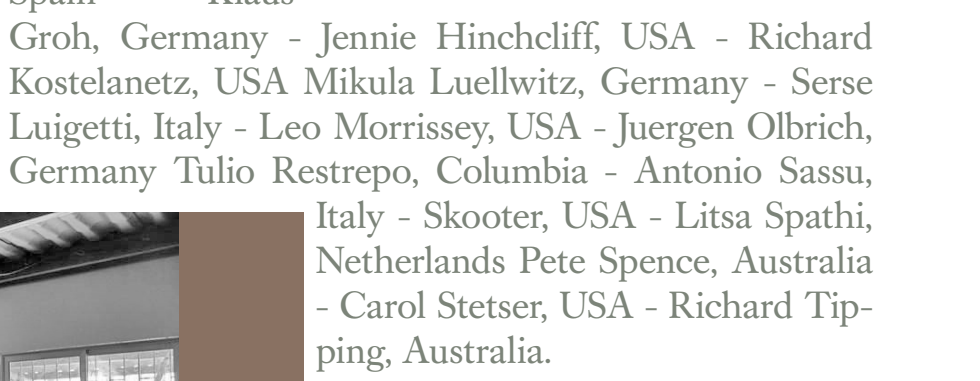 Spain Klaus
Groh, Germany - Jennie Hinchcliff, USA - Richard
Kostelanetz, USA Mikula Luellwitz, Germany - Serse
Luigetti, Italy - Leo Morrissey, USA - Juergen Olbrich,
Germany Tulio Restrepo, Columbia - Antonio Sassu,
Italy - Skooter, USA - Litsa Spathi,
Netherlands Pete Spence, Australia
- Carol Stetser, USA - Richard Tip-
ping, Australia.